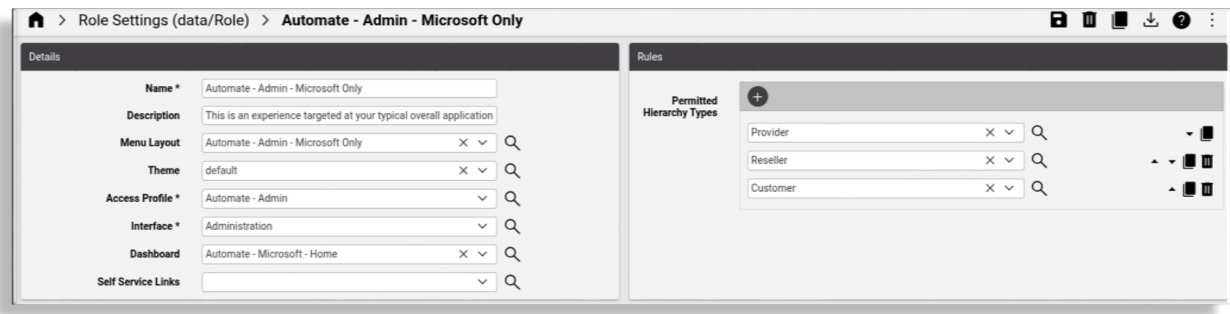 > Role Settings (data/Role) > Automate - Admin - Microsoft Only
Details
Name *
Automate - Admin - Microsoft Only
Description
This is an experience targeted at your typical overall application
Menu Layout
Automate - Admin - Microsoft Only
Theme
default
Access Profile *
Automate - Admin
Interface *
Administration
Dashboard
Automate - Microsoft - Home
Self Service Links
Rules
Permitted
Hierarchy Types
Provider
Reseller
Customer